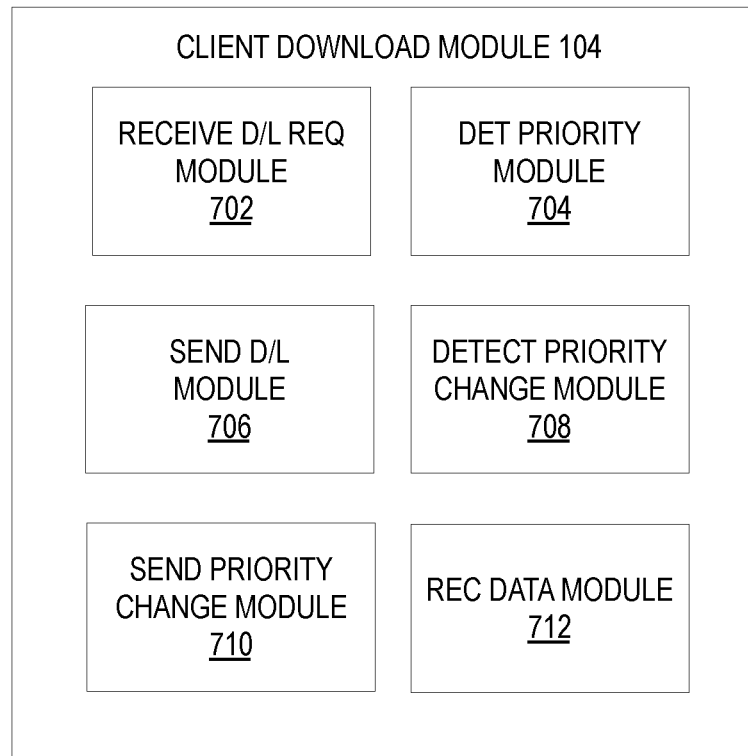 CLIENT DOWNLOAD MODULE 104
RECEIVE D/L REQ
MODULE
702
DET PRIORITY
MODULE
704
SEND D/L
MODULE
706
DETECT PRIORITY
CHANGE MODULE
708
SEND PRIORITY
CHANGE MODULE
710
REC DATA MODULE
712